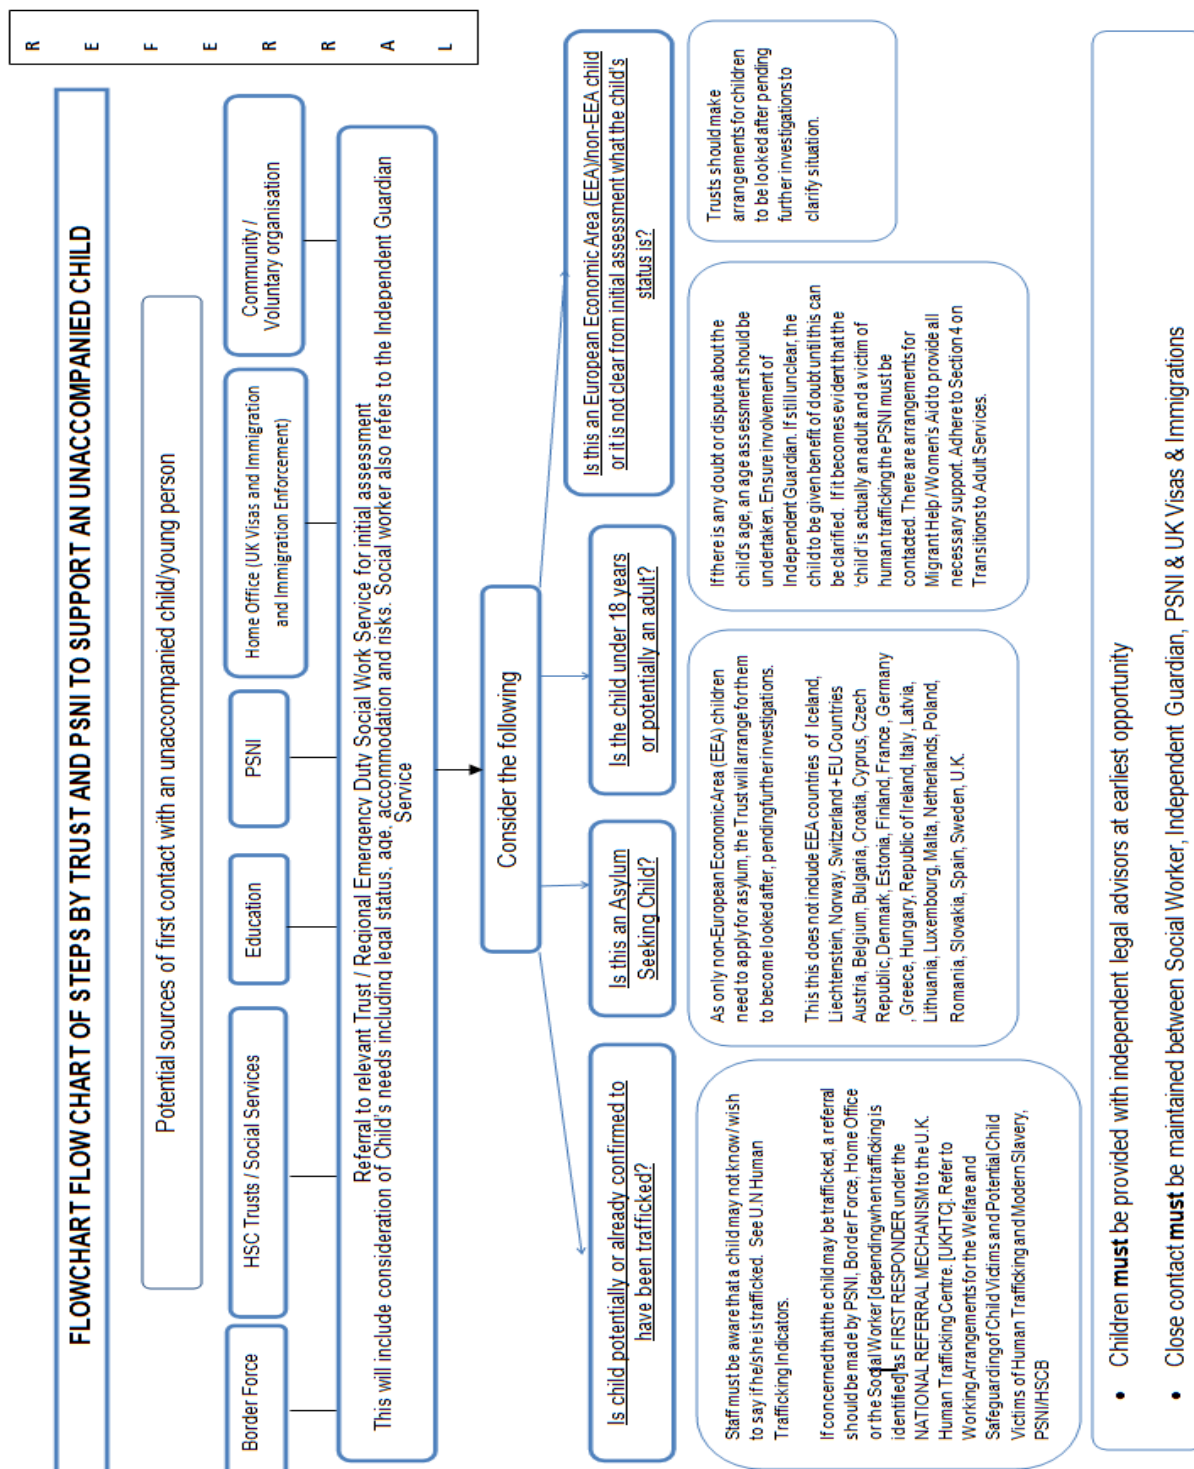 R E F E R R A L
FLOWCHART FLOW CHART OF STEPS BY TRUST AND PSNI TO SUPPORT AN UNACCOMPANIED CHILD
Potential sources of first contact with an unaccompanied child/young person
Border Force
HSC Trusts / Social Services
Education
PSNI
Home Office (UK Visas and Immigration
and Immigration Enforcement)
Community /
Voluntary organisation
Referral to relevant Trust / Regional Emergency Duty Social Work Service for initial assessment
This will include consideration of Child's needs including legal status, age, accommodation and risks. Social worker also refers to the Independent Guardian
Service
Consider the following
Is child potentially or already confirmed to
have been trafficked?
Is this an Asylum
Seeking Child?
Is the child under 18 years
or potentially an adult?
Is this an European Economic Area (EEA)/non-EEA child
or it is not clear from initial assessment what the child's
status is?
Staff must be aware that a child may not know / wish
to say if he/she is trafficked. See U.N Human
Trafficking Indicators.
If concerned that the child may be trafficked, a referral
should be made by PSNI, Border Force, Home Office
or the Social Worker [depending when trafficking is
identified] as FIRST RESPONDER under the
NATIONAL REFERRAL MECHANISM to the U.K.
Human Trafficking Centre. [UKHTC]. Refer to
Working Arrangements for the Welfare and
Safeguarding of Child Victims and Potential Child
Victims of Human Trafficking and Modern Slavery,
PSNI/HSCB
As only non-European Economic Area (EEA) children
need to apply for asylum, the Trust will arrange for them
to become looked after, pending further investigations.
This this does not include EEA countries of Iceland,
Liechtenstein, Norway, Switzerland + EU Countries
Austria, Belgium, Bulgaria, Croatia, Cyprus, Czech
Republic, Denmark, Estonia, Finland, France , Germany
, Greece, Hungary, Republic of Ireland, Italy, Latvia,
Lithuania, Luxembourg, Malta, Netherlands, Poland,
Romania, Slovakia, Spain, Sweden, U.K.
If there is any doubt or dispute about the
child's age, an age assessment should be
undertaken. Ensure involvement of
Independent Guardian. If still unclear, the
child to be given benefit of doubt until this can
be clarified. If it becomes evident that the
'child' is actually an adult and a victim of
human trafficking the PSNI must be
contacted. There are arrangements for
Migrant Help / Women's Aid to provide all
necessary support. Adhere to Section 4 on
Transitions to Adult Services.
Trusts should make
arrangements for children
to be looked after pending
further investigations to
clarify situation.
• Children must be provided with independent legal advisors at earliest opportunity
• Close contact must be maintained between Social Worker, Independent Guardian, PSNI & UK Visas & Immigrations